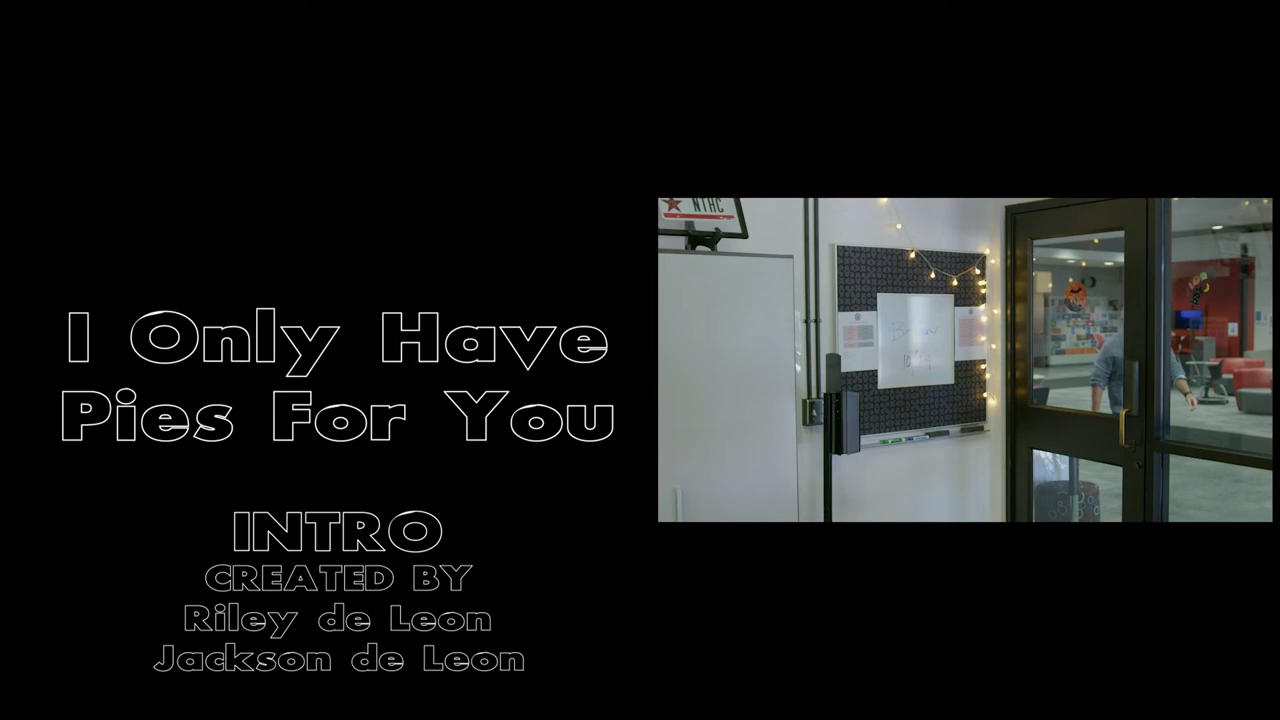 I Only Have
Pies For You
INTRO
CREATED BY
Riley de Leon
Jackson de Leon
NTHC